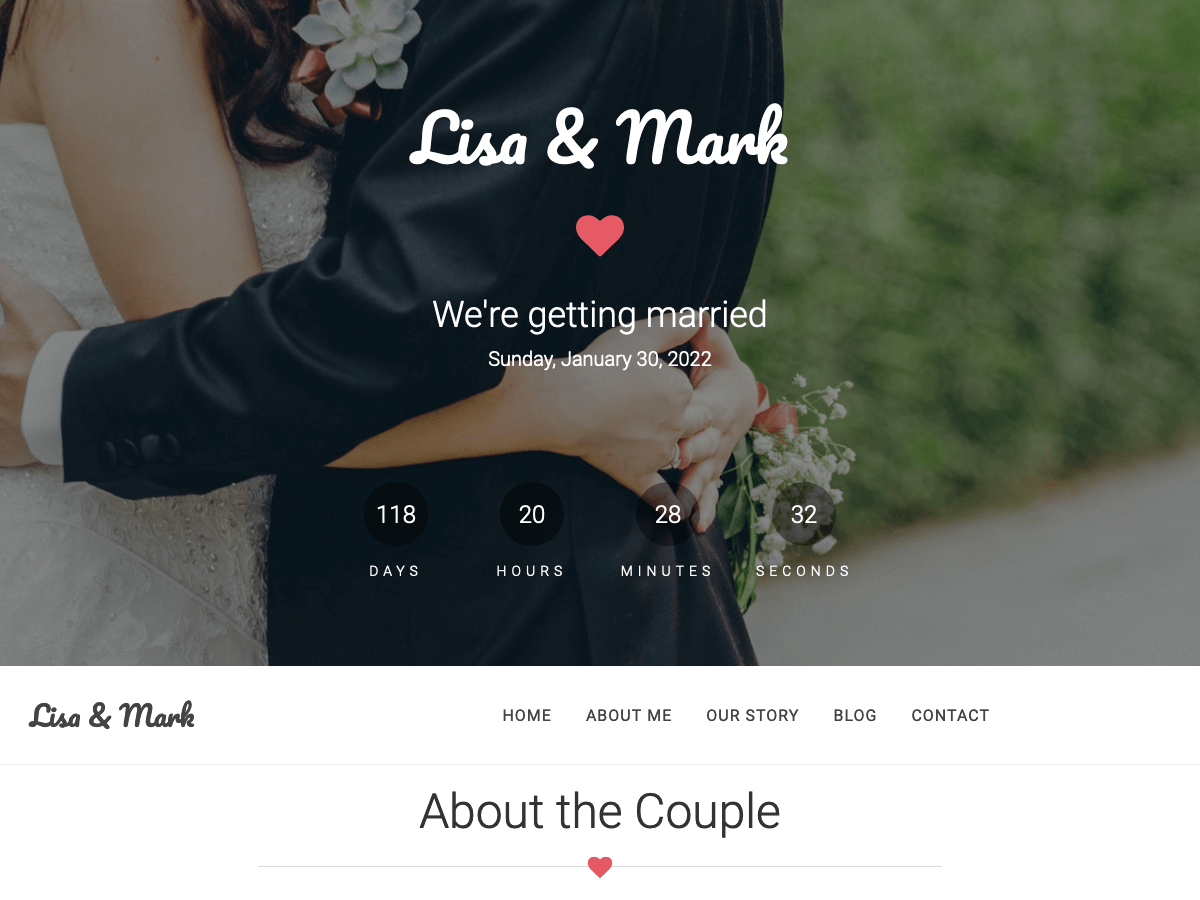 Lisa & Mark
We're getting married
Sunday, January 30, 2022
118 20 28 32
DAYS HOURS MINUTES SECONDS
Lisa & Mark HOME ABOUT ME OUR STORY BLOG CONTACT
About the Couple